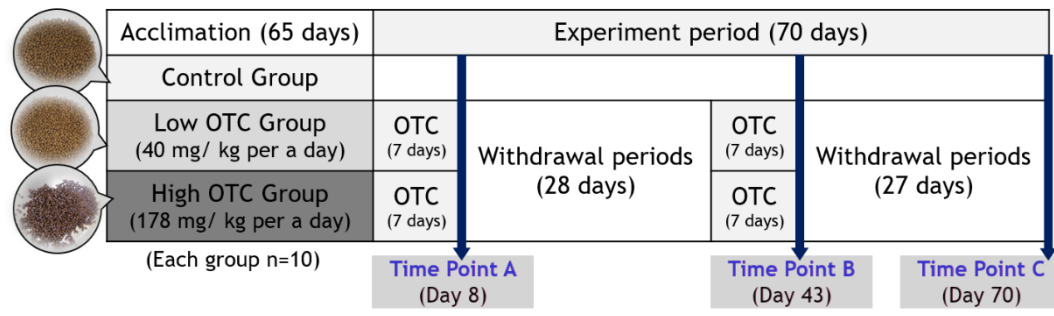 Acclimation (65 days)
Experiment period (70 days)
Control Group
Low OTC Group
(40 mg/ kg per a day)
OTC
(7 days)
Withdrawal periods
(28 days)
OTC
(7 days)
Withdrawal periods
(27 days)
High OTC Group
(178 mg/ kg per a day)
OTC
(7 days)
OTC
(7 days)
(Each group n=10)
Time Point A
(Day 8)
Time Point B
(Day 43)
Time Point C
(Day 70)